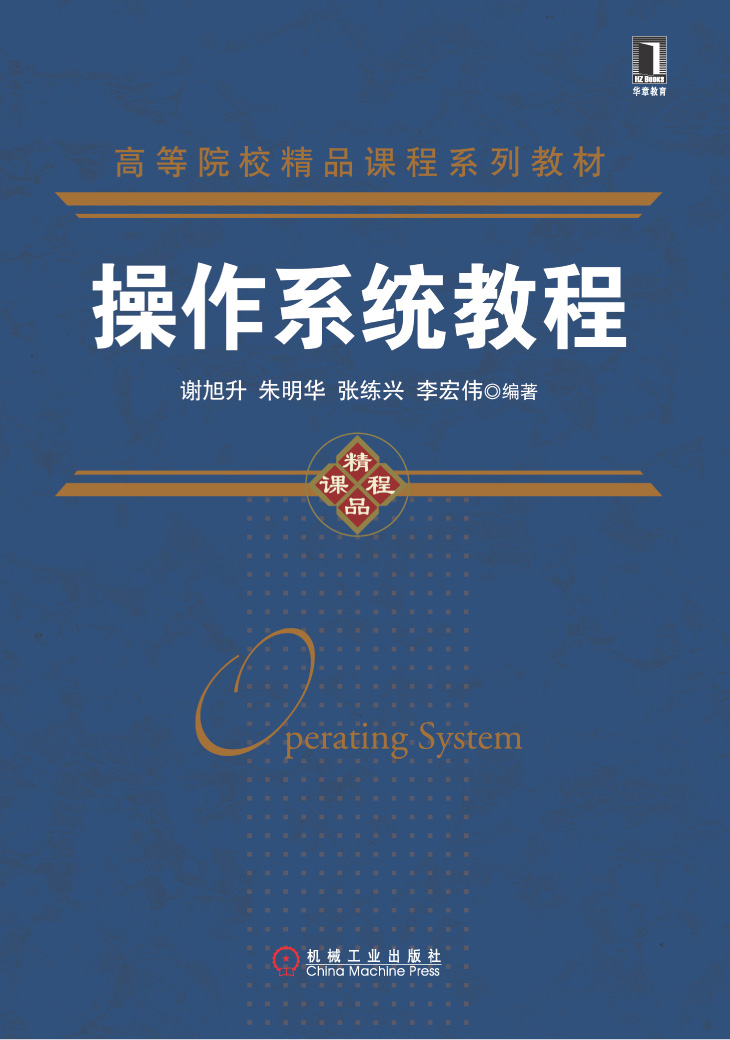 HZ Books
华章教育
高等院校精品课程系列教材
操作系统教程
谢旭升 朱明华 张练兴 李宏伟◎编著
精
课 程
品
Operating System
机械工业出版社
China Machine Press